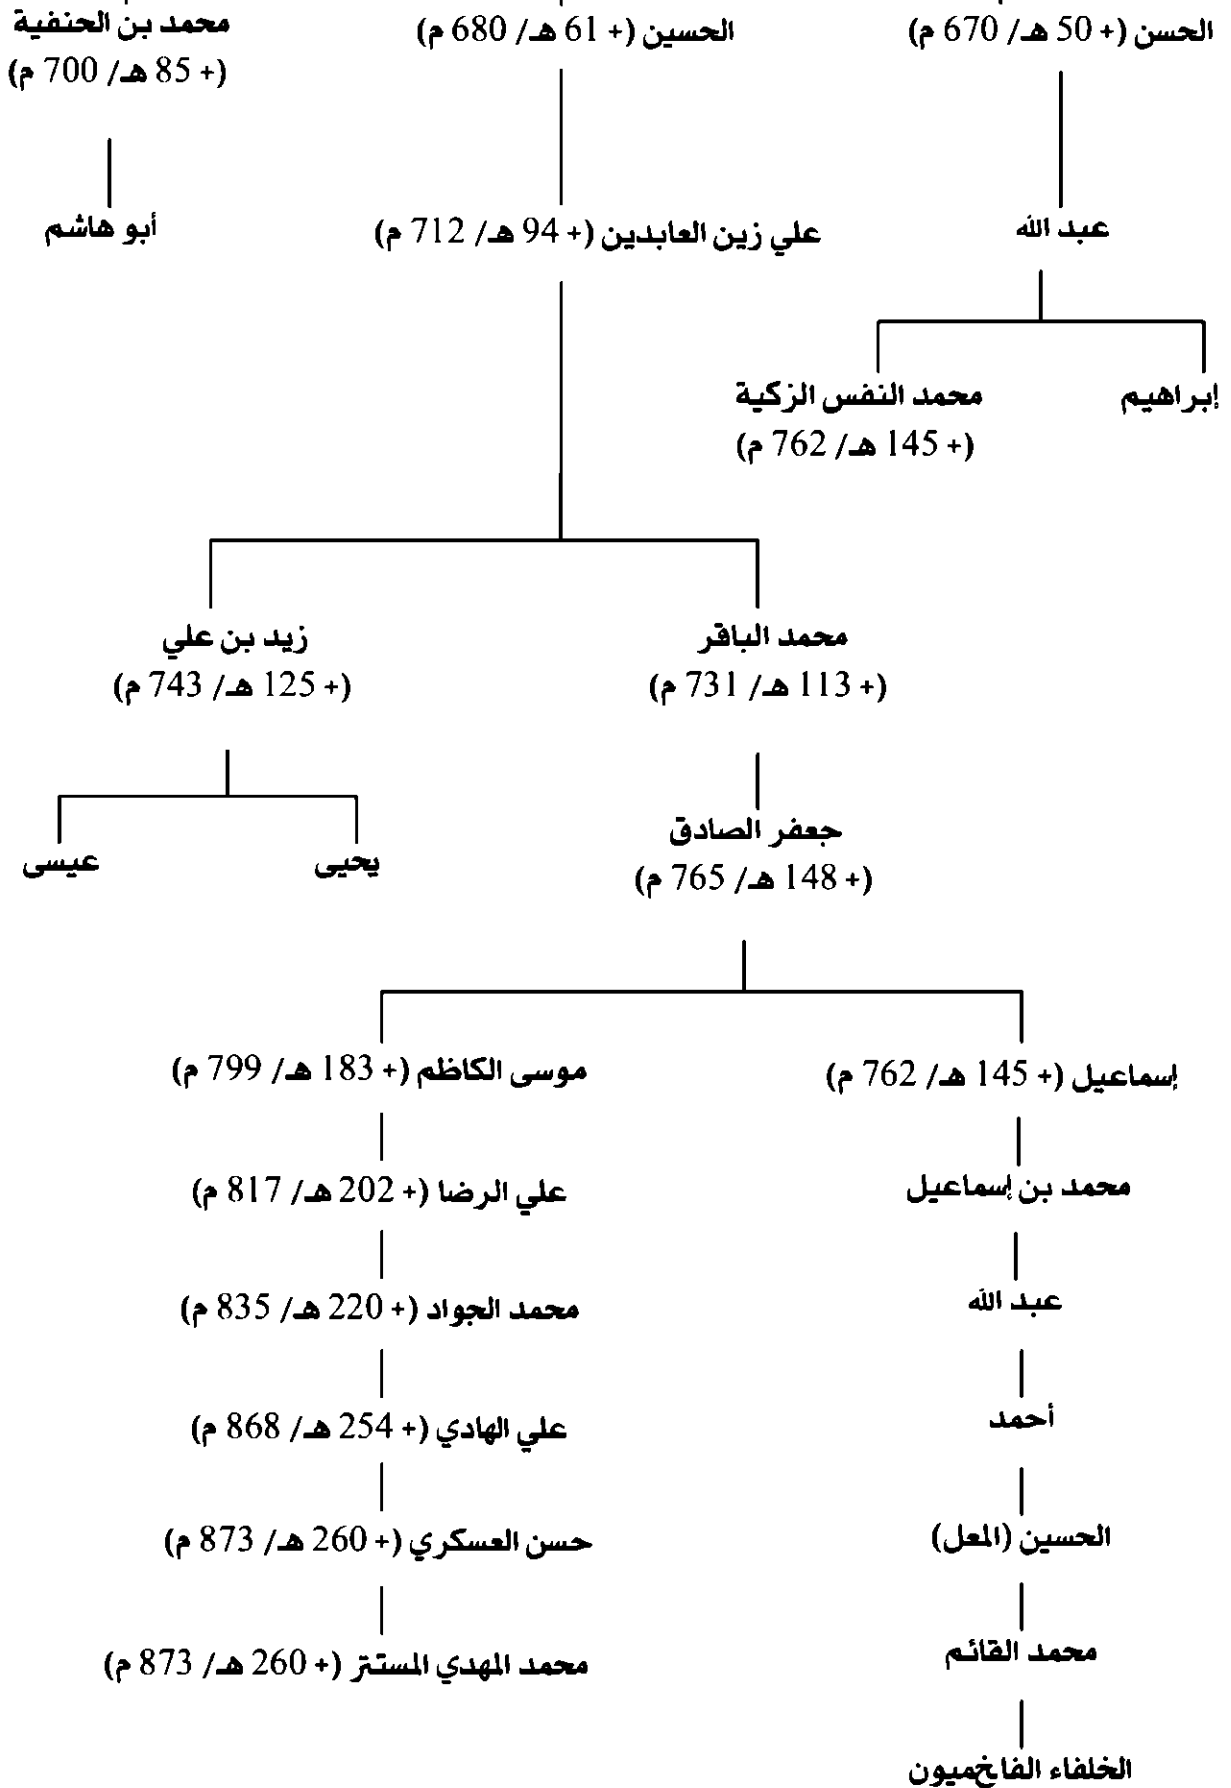 الحسن (+ 50 هـ/ 670 م)
الحسين (+ 61 هـ/ 680 م)
محمد بن الحنفية
(+ 85 هـ/ 700 م)
عبد الله
علي زين العابدين (+ 94 هـ/ 712 م)
أبو هاشم
إبراهيم
محمد النفس الزكية
(+ 145 هـ/ 762 م)
محمد الباقر
(+ 113 هـ/ 731 م)
زيد بن علي
(+ 125 هـ/ 743 م)
جعفر الصادق
(+ 148 هـ/ 765 م)
يحيى
عيسى
إسماعيل (+ 145 هـ/ 762 م)
موسى الكاظم (+ 183 هـ/ 799 م)
محمد بن إسماعيل
علي الرضا (+ 202 هـ/ 817 م)
عبد الله
محمد الجواد (+ 220 هـ/ 835 م)
أحمد
علي الهادي (+ 254 هـ/ 868 م)
الحسين (المعل)
حسن العسكري (+ 260 هـ/ 873 م)
محمد القائم
محمد المهدي المستتر (+ 260 هـ/ 873 م)
الخلفاء الفاخميون